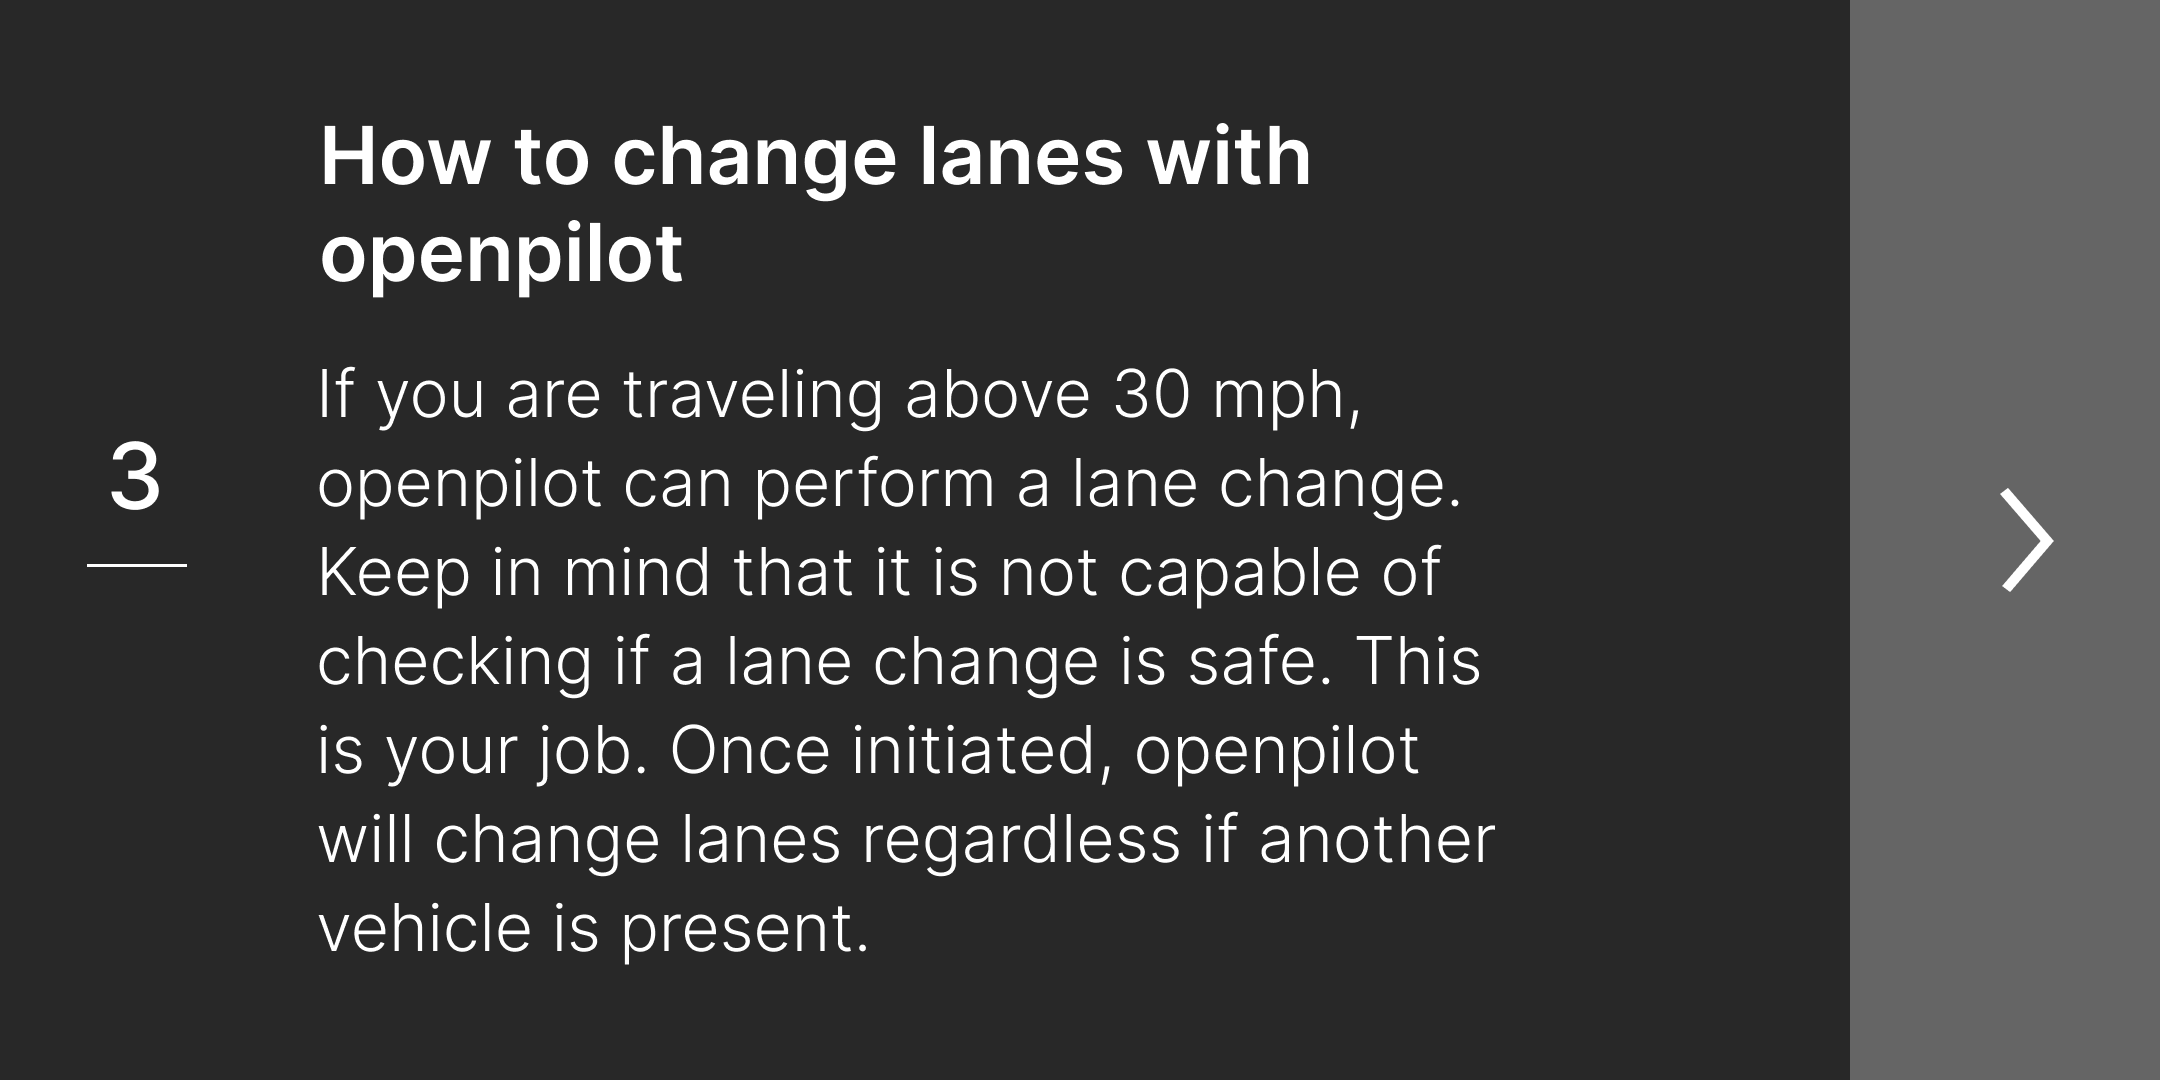 3
How to change lanes with
openpilot
If you are traveling above 30 mph,
openpilot can perform a lane change.
Keep in mind that it is not capable of
checking if a lane change is safe. This
is your job. Once initiated, openpilot
will change lanes regardless if another
vehicle is present.